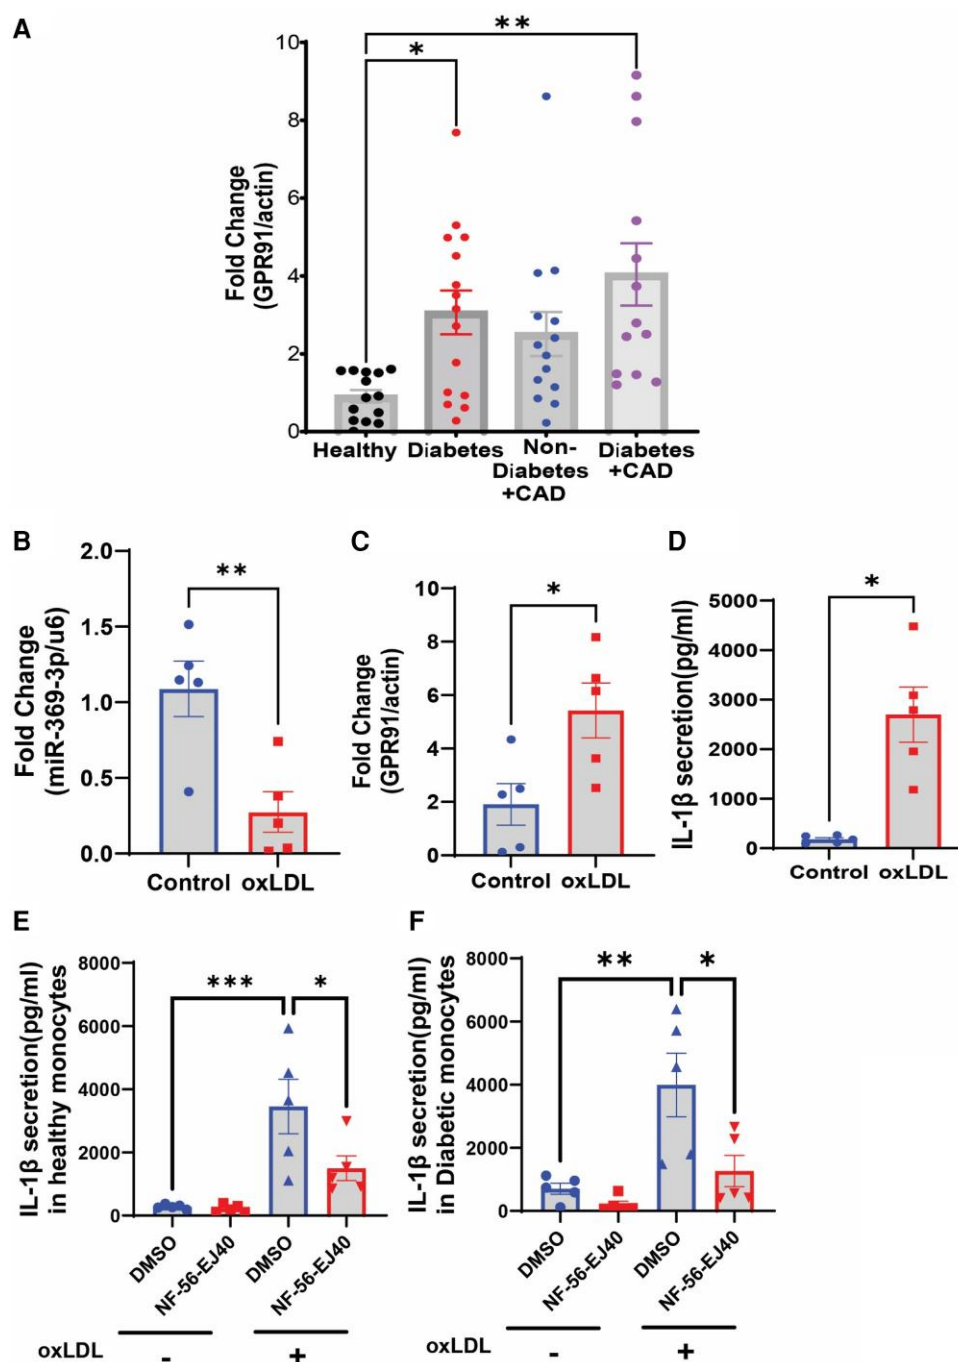 A
**
*
10
8
6
4
2
0
Fold Change
(GPR91/actin)
Healthy Diabetes Non-Diabetes+CAD Diabetes+CAD
B
**
2.0
1.5
1.0
0.5
0.0
Fold Change
(miR-369-3p/u6)
Control oxLDL
C
*
10
8
6
4
2
0
Fold Change
(GPR91/actin)
Control oxLDL
D
*
5000
4000
3000
2000
1000
0
IL-1β secretion(pg/ml)
Control oxLDL
E
***
*
8000
6000
4000
2000
0
IL-1β secretion(pg/ml)
in healthy monocytes
DMSO
NF-56-EJ40
DMSO
NF-56-EJ40
oxLDL - +
F
**
*
8000
6000
4000
2000
0
IL-1β secretion(pg/ml)
in Diabetic monocytes
DMSO
NF-56-EJ40
DMSO
NF-56-EJ40
oxLDL - +